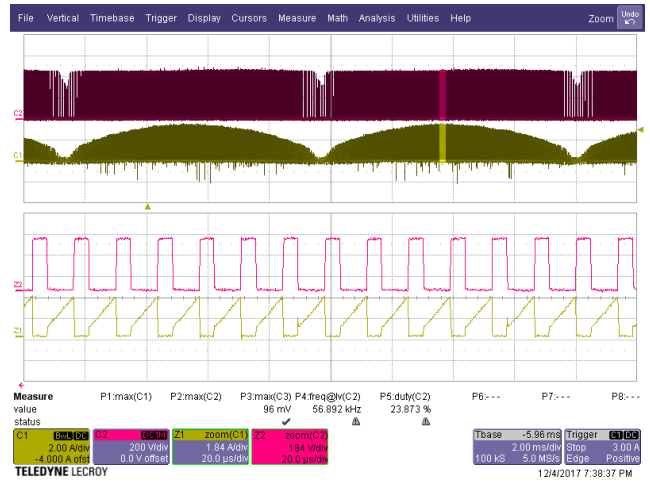 File Vertical Timebase Trigger Display Cursors Measure Math Analysis Utilities Help Zoom Undo
C2
C1
Z2
Z1
Measure P1:max(C1) P2:max(C2) P3:max(C3) P4:freq@lv(C2) P5:duty(C2) P6:- - - P7:- - - P8:- - -
value 96 mV 56.892 kHz 23.873 %
status
C1 BwL DC C2 DC1M Z1 zoom(C1) Z2 zoom(C2) Tbase -5.96 ms Trigger C1 DC
2.00 A/div 200 V/div 1.84 A/div 184 V/div 2.00 ms/div Stop 3.00 A
-4.000 A ofst 0.0 V offset 20.0 µs/div 20.0 µs/div 100 kS 5.0 MS/s Edge Positive
TELEDYNE LECROY 12/4/2017 7:38:37 PM